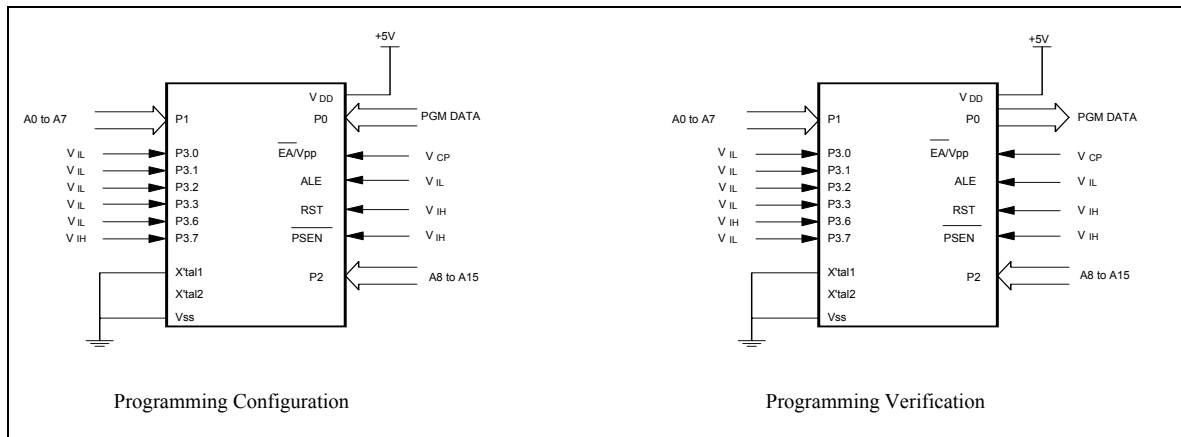 +5V
V DD
A0 to A7
P1
P0
PGM DATA
V IL
P3.0
EA/Vpp
V CP
V IL
P3.1
V IL
P3.2
ALE
V IL
V IL
P3.3
RST
V IH
V IL
P3.6
V IH
P3.7
PSEN
V IH
X'tal1
P2
A8 to A15
X'tal2
Vss
Programming Configuration
+5V
V DD
A0 to A7
P1
P0
PGM DATA
V IL
P3.0
EA/Vpp
V CP
V IL
P3.1
V IL
P3.2
ALE
V IL
V IL
P3.3
RST
V IH
V IH
P3.6
V IL
P3.7
PSEN
V IH
X'tal1
P2
A8 to A15
X'tal2
Vss
Programming Verification